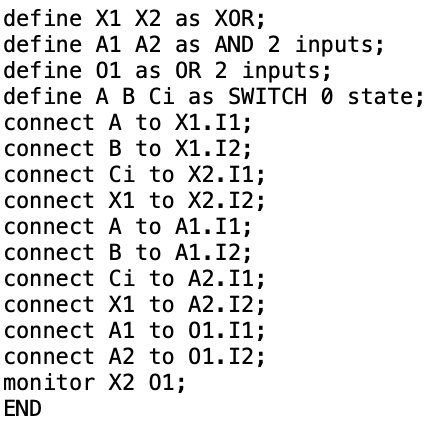 define X1 X2 as XOR;
define A1 A2 as AND 2 inputs;
define O1 as OR 2 inputs;
define A B Ci as SWITCH 0 state;
connect A to X1.I1;
connect B to X1.I2;
connect Ci to X2.I1;
connect X1 to X2.I2;
connect A to A1.I1;
connect B to A1.I2;
connect Ci to A2.I1;
connect X1 to A2.I2;
connect A1 to O1.I1;
connect A2 to O1.I2;
monitor X2 O1;
END